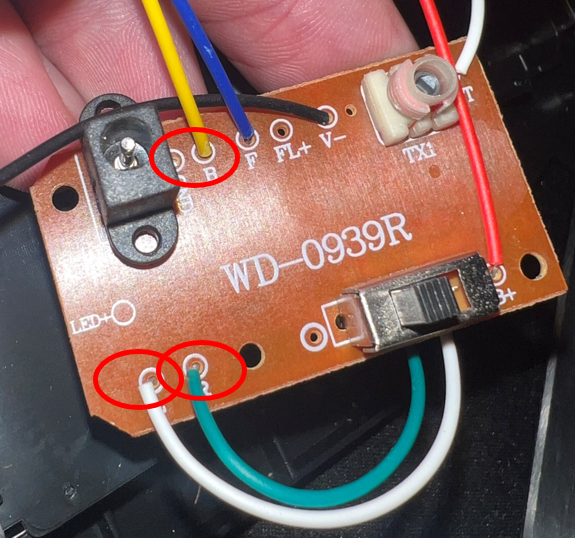 B
F
FL+
V-
T
TX1
WD-0939R
B+
LED+